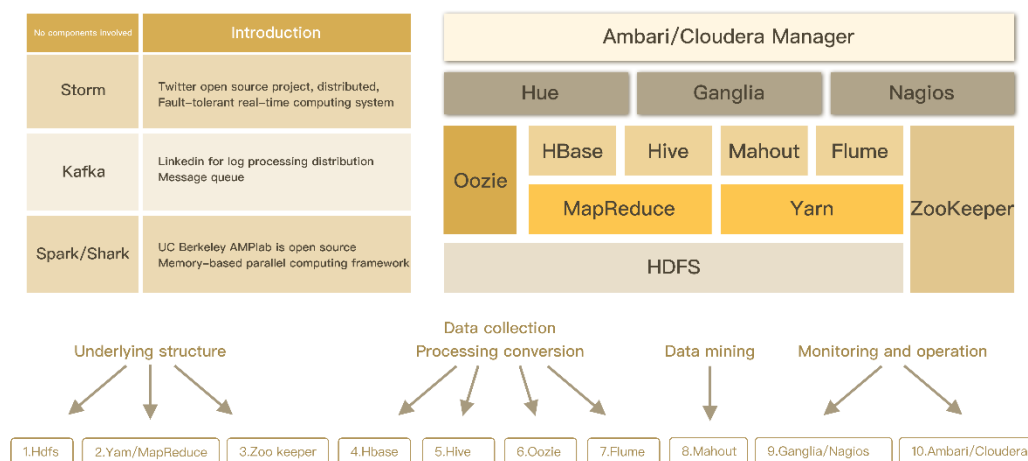 No components involved
Introduction
Storm
Twitter open source project, distributed,
Fault-tolerant real-time computing system
Kafka
Linkedin for log processing distribution
Message queue
Spark/Shark
UC Berkeley AMPlab is open source
Memory-based parallel computing framework
Ambari/Cloudera Manager
Hue
Ganglia
Nagios
Oozie
HBase
Hive
Mahout
Flume
ZooKeeper
MapReduce
Yarn
HDFS
Underlying structure
Data collection
Processing conversion
Data mining
Monitoring and operation
1.Hdfs
2.Yam/MapReduce
3.Zoo keeper
4.Hbase
5.Hive
6.Oozie
7.Flume
8.Mahout
9.Ganglia/Nagios
10.Ambari/Cloudera